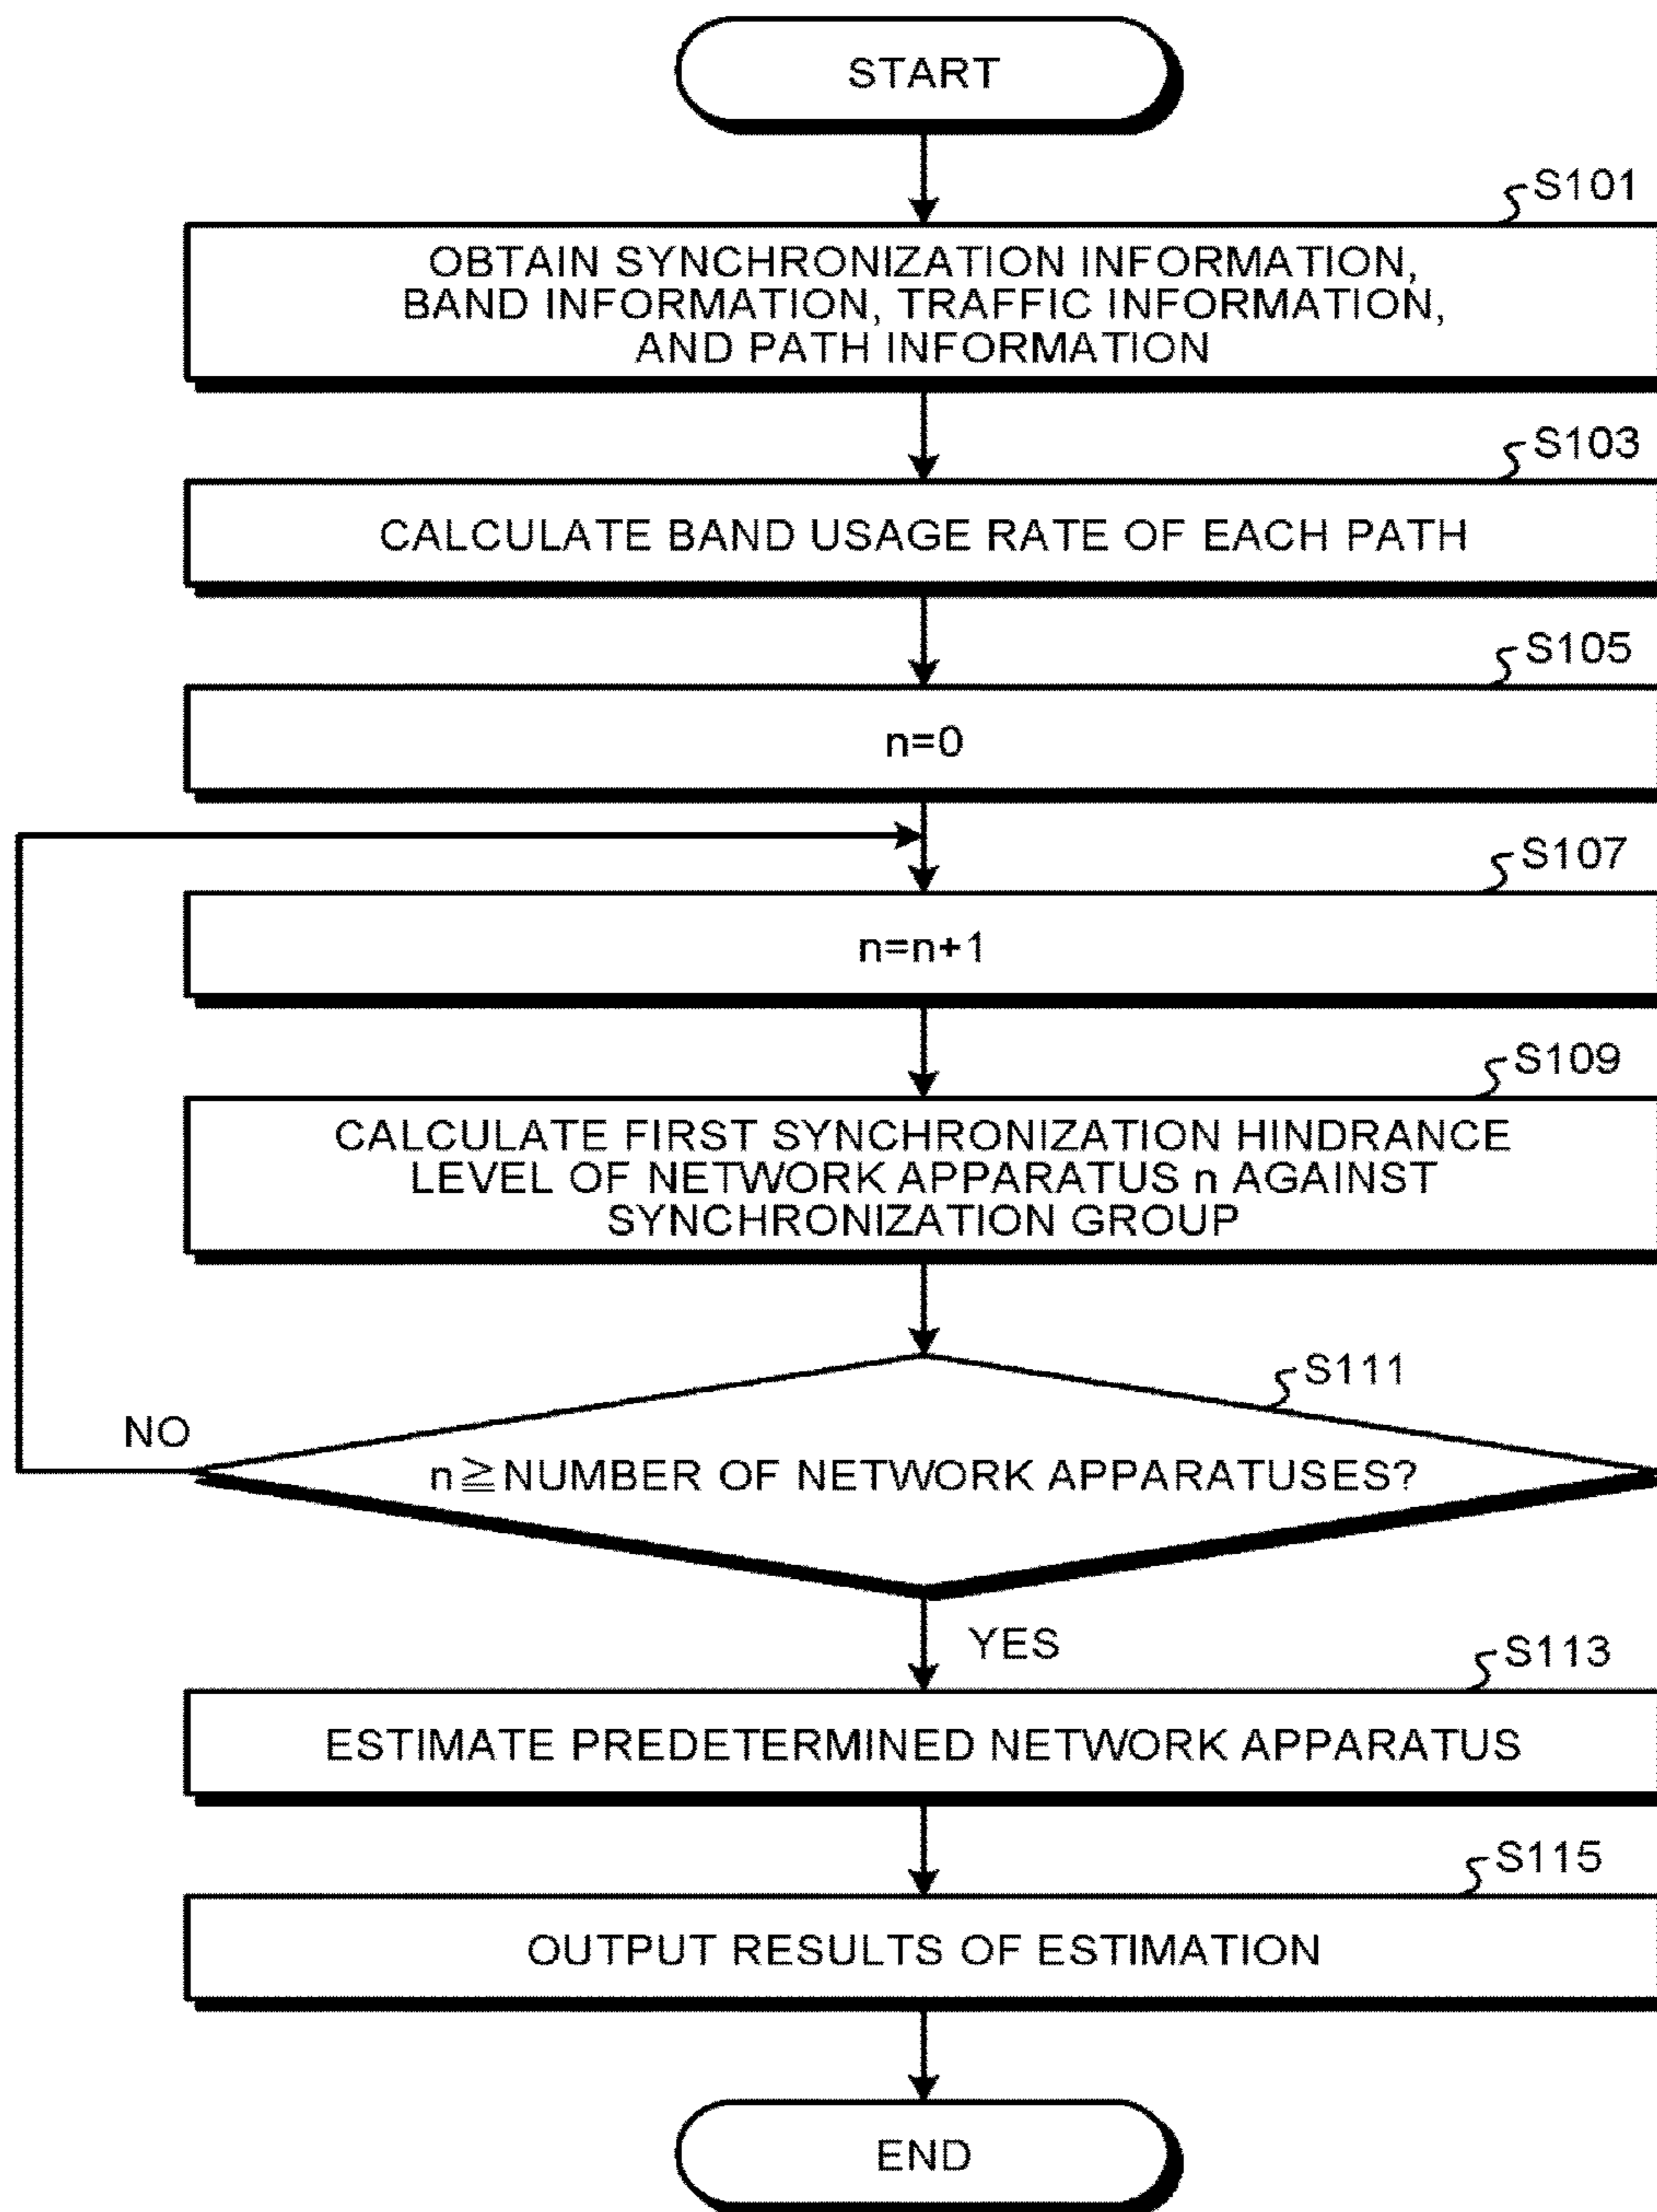 START
S101
OBTAIN SYNCHRONIZATION INFORMATION,
BAND INFORMATION, TRAFFIC INFORMATION,
AND PATH INFORMATION
S103
CALCULATE BAND USAGE RATE OF EACH PATH
S105
n=0
S107
n=n+1
S109
CALCULATE FIRST SYNCHRONIZATION HINDRANCE
LEVEL OF NETWORK APPARATUS n AGAINST
SYNCHRONIZATION GROUP
S111
NO
n≧NUMBER OF NETWORK APPARATUSES?
YES
S113
ESTIMATE PREDETERMINED NETWORK APPARATUS
S115
OUTPUT RESULTS OF ESTIMATION
END